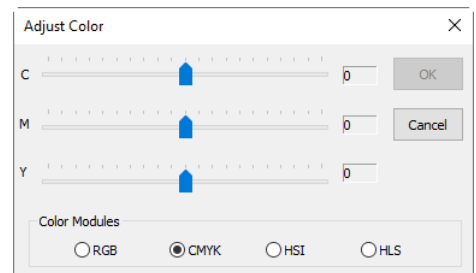 Adjust Color
C 0 OK
M 0 Cancel
Y 0
Color Modules
RGB CMYK HSI HLS